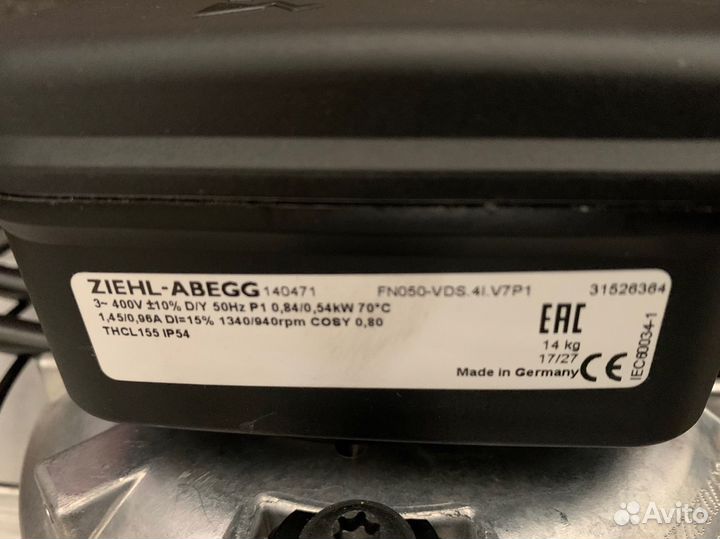 ZIEHL-ABEGG 140471 FN050-VDS.4I.V7P1 31526364
3~ 400V ±10% D/Y 50Hz P1 0,84/0,54kW 70°C
1,45/0,96A DI=15% 1340/940rpm COSY 0,80
THCL155 IP54
EAC
14 kg
17/27
Made in Germany CE
IEC60034-1
Avito